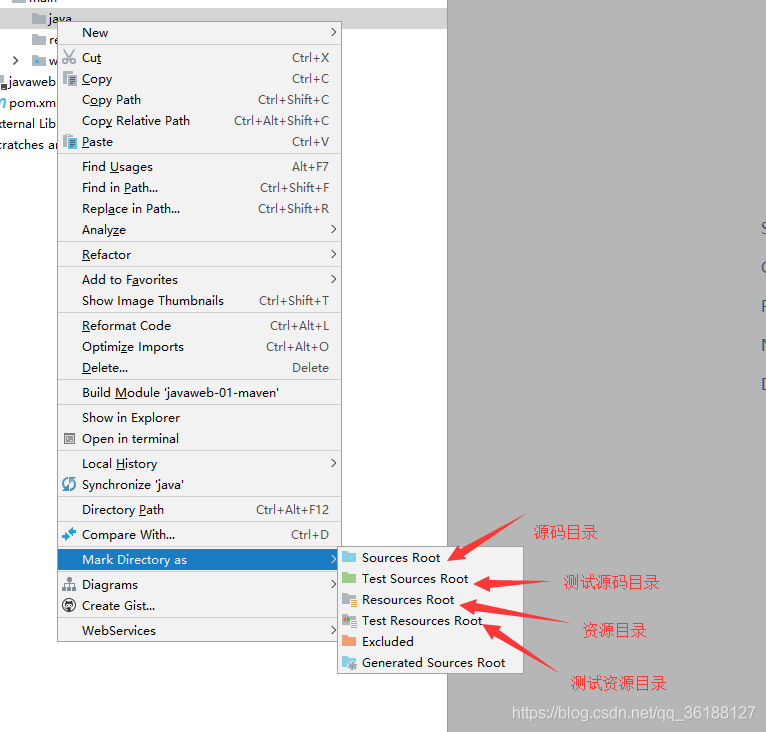 main
java
New
Cut Ctrl+X
Copy Ctrl+C
Copy Path Ctrl+Shift+C
Copy Relative Path Ctrl+Alt+Shift+C
Paste Ctrl+V
Find Usages Alt+F7
Find in Path... Ctrl+Shift+F
Replace in Path... Ctrl+Shift+R
Analyze
Refactor
Add to Favorites
Show Image Thumbnails Ctrl+Shift+T
Reformat Code Ctrl+Alt+L
Optimize Imports Ctrl+Alt+O
Delete... Delete
Build Module 'javaweb-01-maven'
Show in Explorer
Open in terminal
Local History
Synchronize 'java'
Directory Path Ctrl+Alt+F12
Compare With... Ctrl+D
Mark Directory as
Diagrams
Create Gist...
WebServices
re
w
javaweb
pom.xm
xternal Lib
cratches a
Sources Root
Test Sources Root
Resources Root
Test Resources Root
Excluded
Generated Sources Root
源码目录
测试源码目录
资源目录
测试资源目录
https://blog.csdn.net/qq_36188127